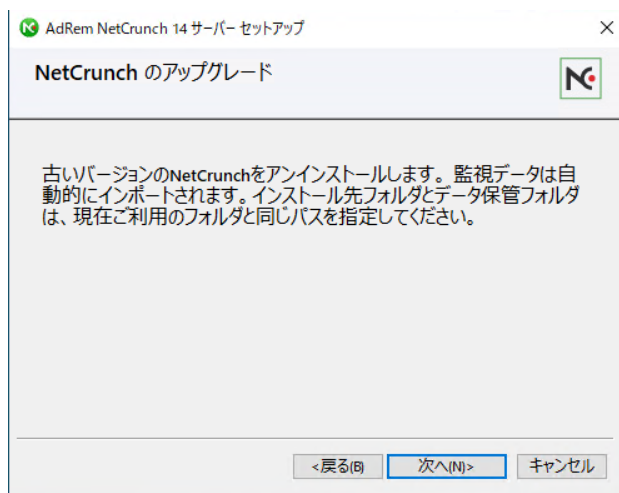 AdRem NetCrunch 14 サーバー セットアップ
NetCrunch のアップグレード
古いバージョンのNetCrunchをアンインストールします。監視データは自
動的にインポートされます。インストール先フォルダとデータ保管フォルダ
は、現在ご利用のフォルダと同じパスを指定してください。
<戻る(B) 次へ(N)> キャンセル